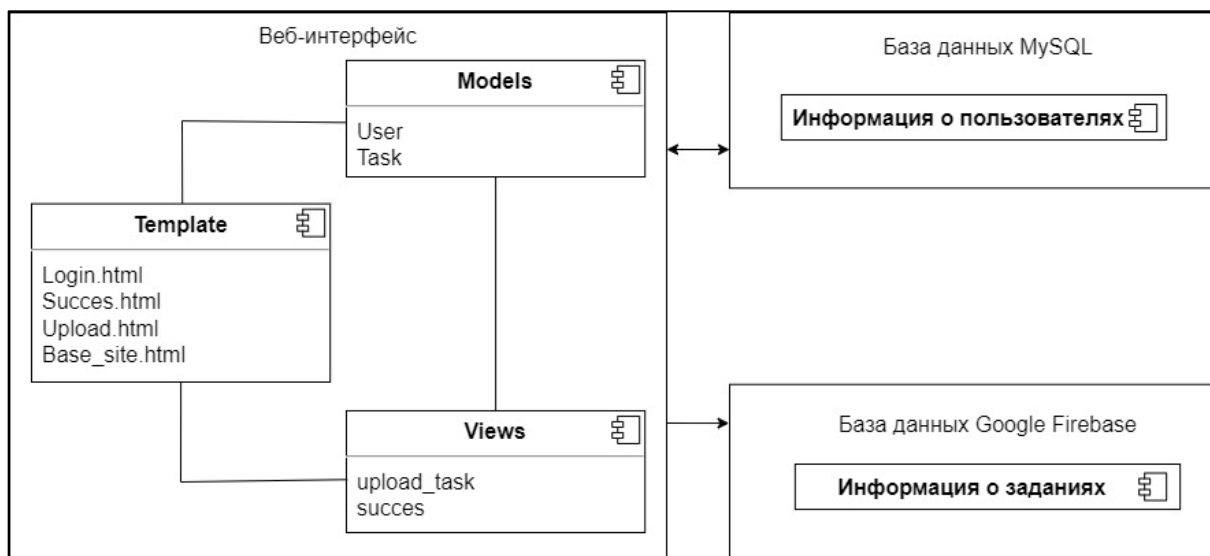 Веб-интерфейс
Models
User
Task
Template
Login.html
Succes.html
Upload.html
Base_site.html
Views
upload_task
succes
База данных MySQL
Информация о пользователях
База данных Google Firebase
Информация о заданиях